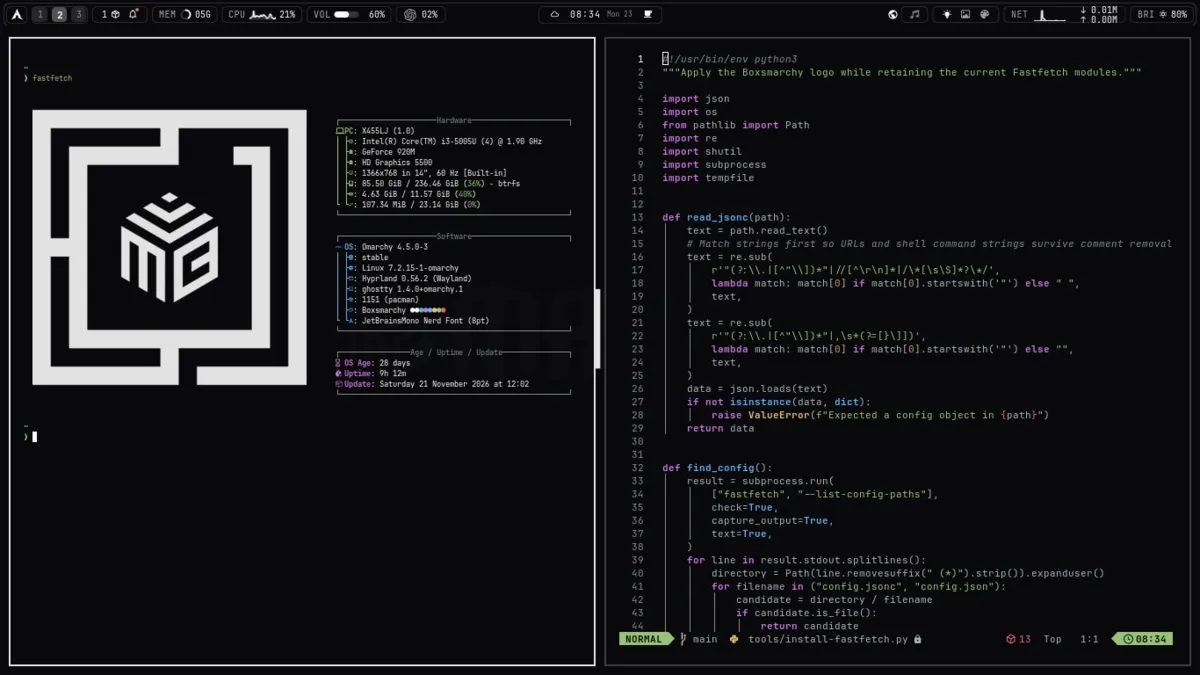 1 2 3 1 MEM 05G CPU 21% VOL 60% 02% 08:34 Mon 23 NET ↓ 0.01M ↑ 0.00M BRI 80%
~
❯ fastfetch
Hardware
PC: X455LJ (1.0)
: Intel(R) Core(TM) i3-5005U (4) @ 1.90 GHz
: GeForce 920M
: HD Graphics 5500
: 1366x768 in 14", 60 Hz [Built-in]
: 85.50 GiB / 236.46 GiB (36%) - btrfs
: 4.63 GiB / 11.57 GiB (40%)
: 107.34 MiB / 23.14 GiB (0%)
Software
OS: Omarchy 4.5.0-3
: stable
: Linux 7.2.15-1-omarchy
: Hyprland 0.56.2 (Wayland)
: ghostty 1.4.0+omarchy.1
: 1151 (pacman)
: Boxsmarchy
: JetBrainsMono Nerd Font (8pt)
Age / Uptime / Update
OS Age: 28 days
Uptime: 9h 12m
Update: Saturday 21 November 2026 at 12:02
~
❯
1 #!/usr/bin/env python3
2 """Apply the Boxsmarchy logo while retaining the current Fastfetch modules."""
3
4 import json
5 import os
6 from pathlib import Path
7 import re
8 import shutil
9 import subprocess
10 import tempfile
11
12
13 def read_jsonc(path):
14 text = path.read_text()
15 # Match strings first so URLs and shell command strings survive comment removal
16 text = re.sub(
17 r'"(?:\\.|[^"\\])*"|//[^\r\n]*|/\*[\s\S]*?\*/',
18 lambda match: match[0] if match[0].startswith('"') else " ",
19 text,
20 )
21 text = re.sub(
22 r'"(?:\\.|[^"\\])*"|,\s*(?=[}\]])',
23 lambda match: match[0] if match[0].startswith('"') else "",
24 text,
25 )
26 data = json.loads(text)
27 if not isinstance(data, dict):
28 raise ValueError(f"Expected a config object in {path}")
29 return data
30
31
32 def find_config():
33 result = subprocess.run(
34 ["fastfetch", "--list-config-paths"],
35 check=True,
36 capture_output=True,
37 text=True,
38 )
39 for line in result.stdout.splitlines():
40 directory = Path(line.removesuffix(" (*)").strip()).expanduser()
41 for filename in ("config.jsonc", "config.json"):
42 candidate = directory / filename
43 if candidate.is_file():
44 return candidate
NORMAL main tools/install-fastfetch.py 13 Top 1:1 08:34